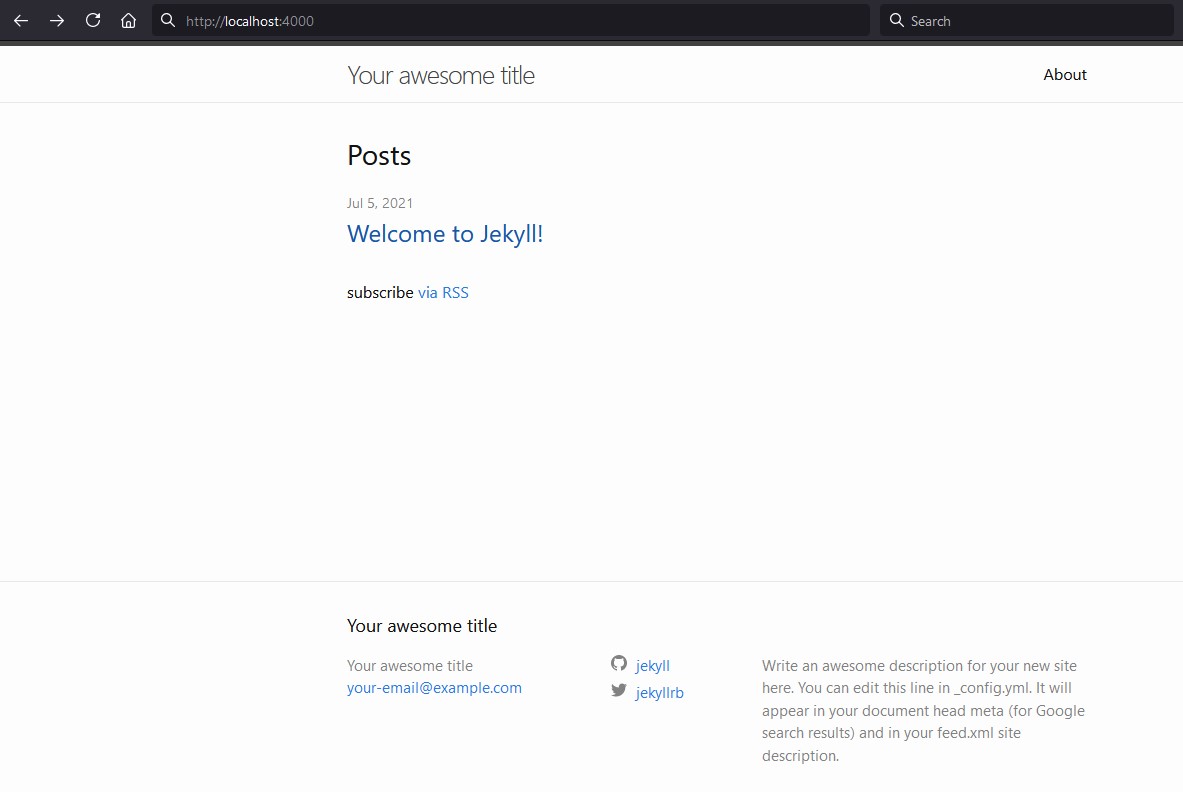 http://localhost:4000
Search
Your awesome title
About
Posts
Jul 5, 2021
Welcome to Jekyll!
subscribe via RSS
Your awesome title
Your awesome title
your-email@example.com
jekyll
jekyllrb
Write an awesome description for your new site
here. You can edit this line in _config.yml. It will
appear in your document head meta (for Google
search results) and in your feed.xml site
description.